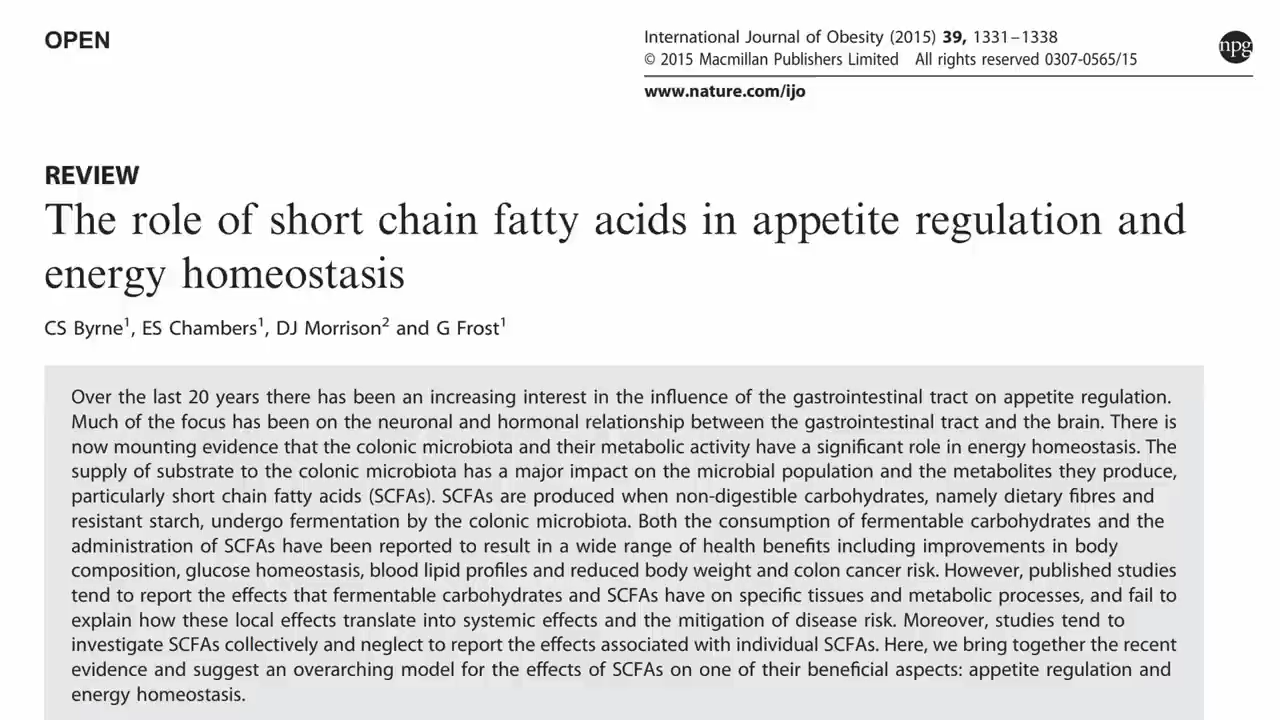 OPEN
International Journal of Obesity (2015) 39, 1331–1338
© 2015 Macmillan Publishers Limited All rights reserved 0307-0565/15
npg
www.nature.com/ijo
REVIEW
The role of short chain fatty acids in appetite regulation and
energy homeostasis
CS Byrne1, ES Chambers1, DJ Morrison2 and G Frost1
Over the last 20 years there has been an increasing interest in the influence of the gastrointestinal tract on appetite regulation.
Much of the focus has been on the neuronal and hormonal relationship between the gastrointestinal tract and the brain. There is
now mounting evidence that the colonic microbiota and their metabolic activity have a significant role in energy homeostasis. The
supply of substrate to the colonic microbiota has a major impact on the microbial population and the metabolites they produce,
particularly short chain fatty acids (SCFAs). SCFAs are produced when non-digestible carbohydrates, namely dietary fibres and
resistant starch, undergo fermentation by the colonic microbiota. Both the consumption of fermentable carbohydrates and the
administration of SCFAs have been reported to result in a wide range of health benefits including improvements in body
composition, glucose homeostasis, blood lipid profiles and reduced body weight and colon cancer risk. However, published studies
tend to report the effects that fermentable carbohydrates and SCFAs have on specific tissues and metabolic processes, and fail to
explain how these local effects translate into systemic effects and the mitigation of disease risk. Moreover, studies tend to
investigate SCFAs collectively and neglect to report the effects associated with individual SCFAs. Here, we bring together the recent
evidence and suggest an overarching model for the effects of SCFAs on one of their beneficial aspects: appetite regulation and
energy homeostasis.